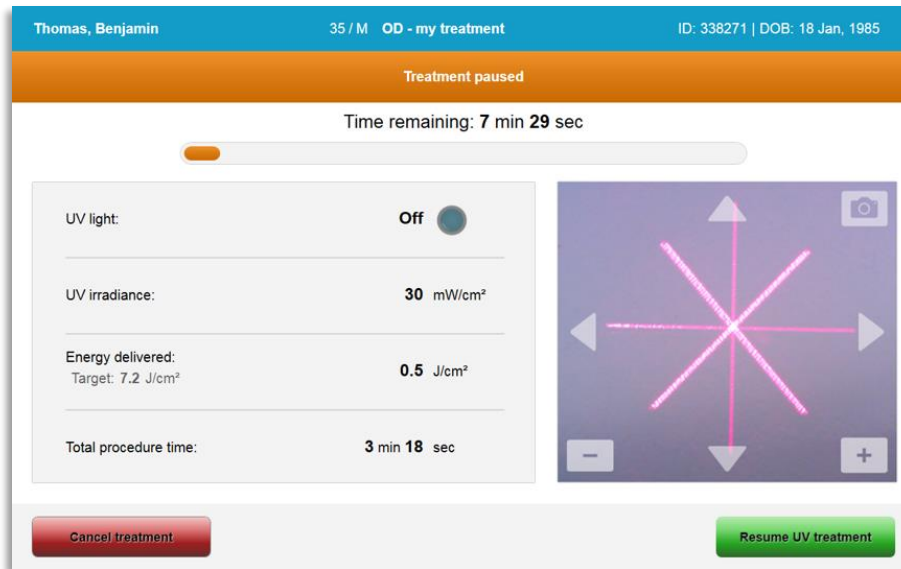 Thomas, Benjamin 35 / M OD - my treatment ID: 338271 | DOB: 18 Jan, 1985
Treatment paused
Time remaining: 7 min 29 sec
UV light: Off
UV irradiance: 30 mW/cm²
Energy delivered:
Target: 7.2 J/cm² 0.5 J/cm²
Total procedure time: 3 min 18 sec
− +
Cancel treatment Resume UV treatment